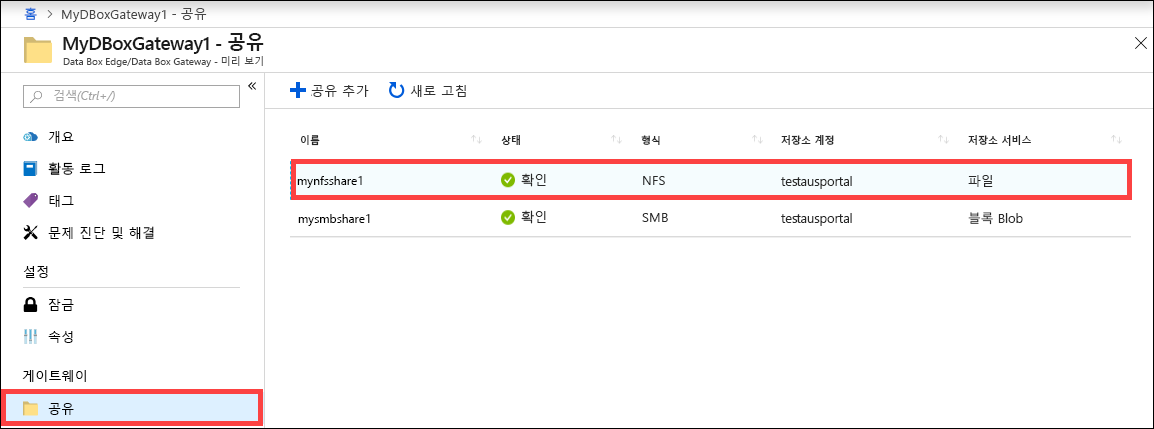 홈 > MyDBoxGateway1 - 공유
MyDBoxGateway1 - 공유
Data Box Edge/Data Box Gateway - 미리 보기
검색(Ctrl+/)
개요
활동 로그
태그
문제 진단 및 해결
설정
잠금
속성
게이트웨이
공유
공유 추가 새로 고침
이름 상태 형식 저장소 계정 저장소 서비스
mynfsshare1 확인 NFS testausportal 파일
mysmbshare1 확인 SMB testausportal 블록 Blob